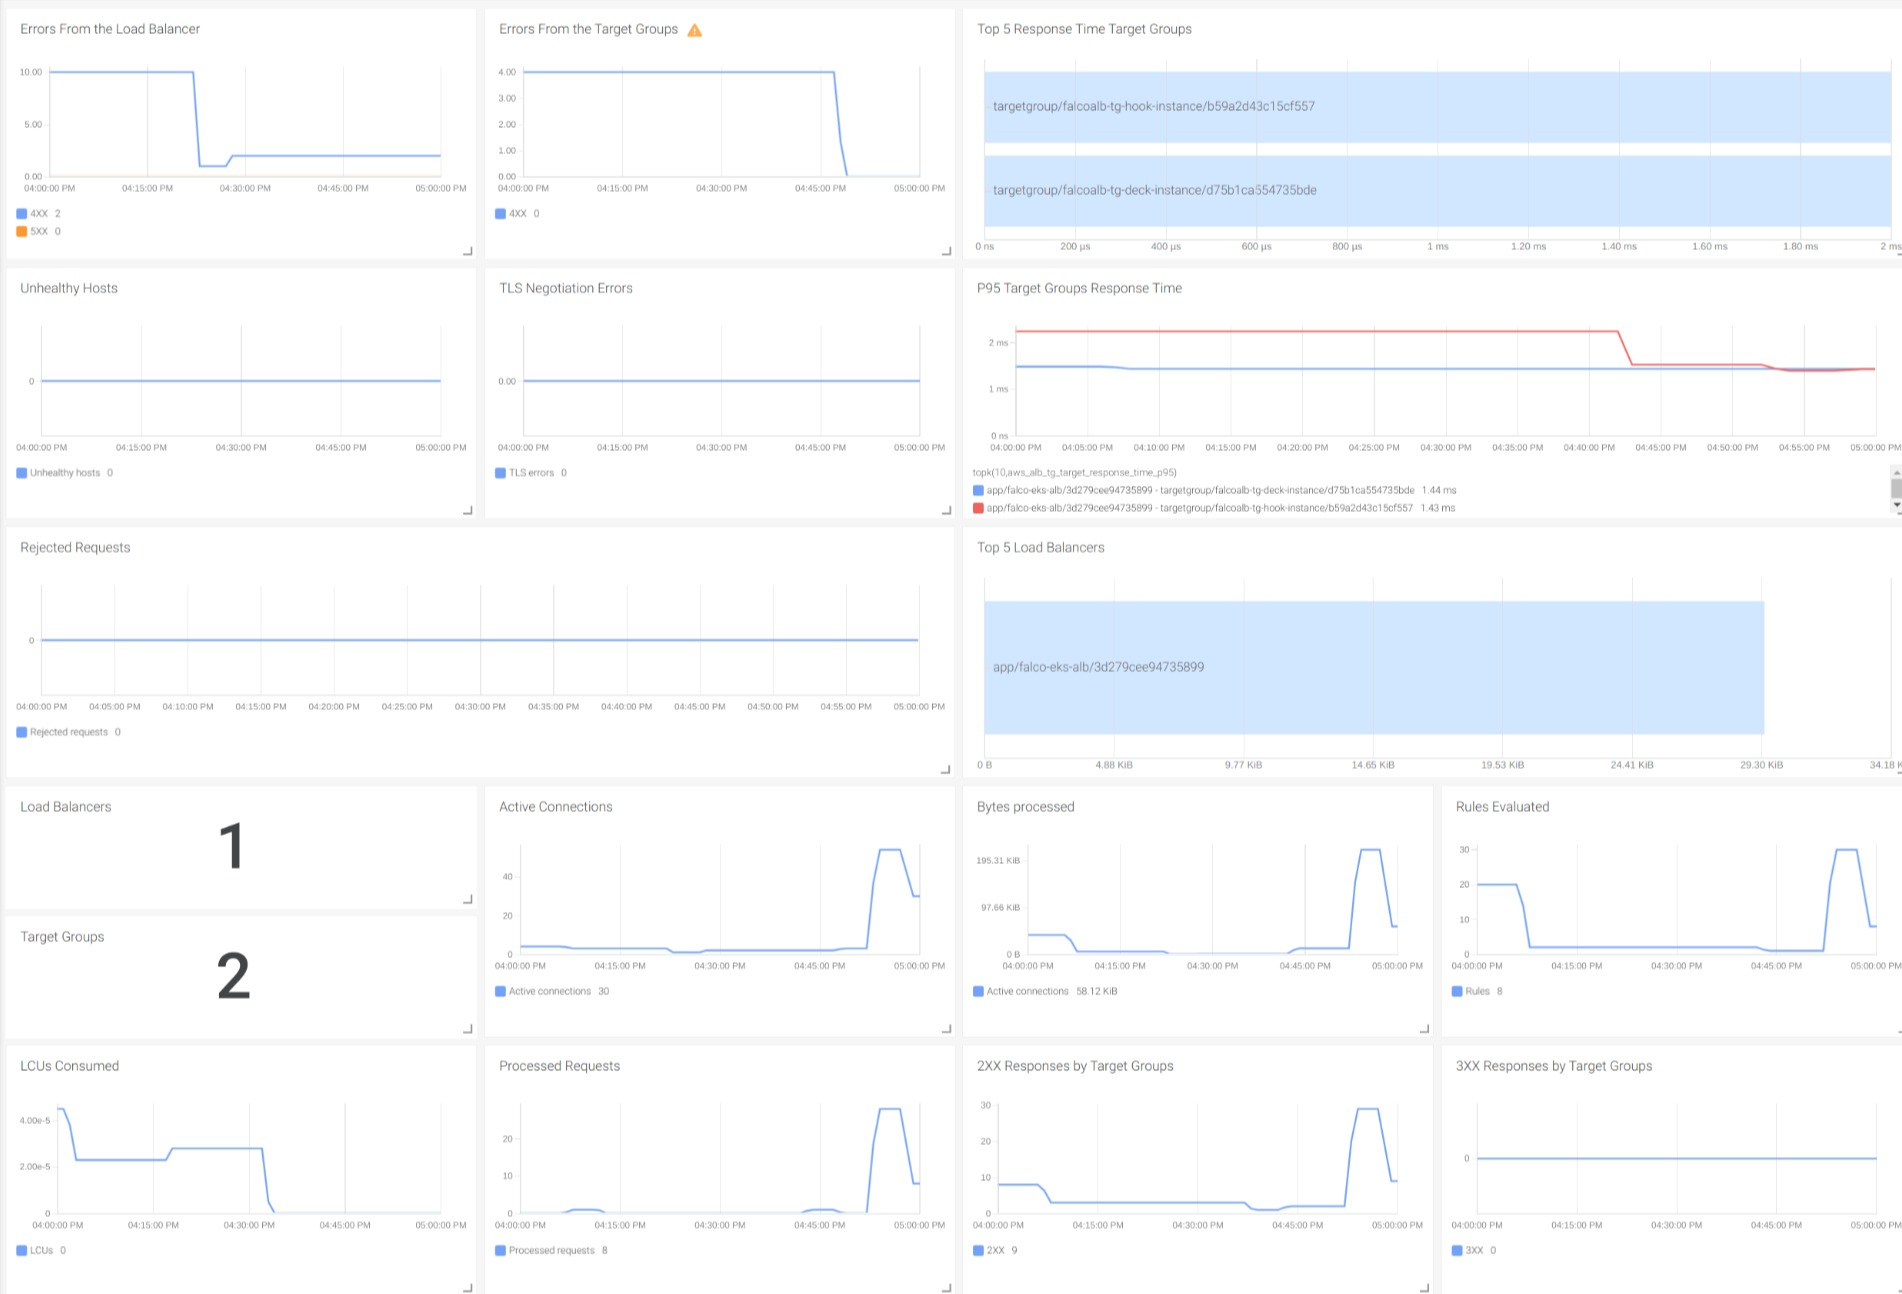 Errors From the Load Balancer
10.00
5.00
0.00
04:00:00 PM 04:15:00 PM 04:30:00 PM 04:45:00 PM 05:00:00 PM
4XX 2
5XX 0
Errors From the Target Groups
4.00
3.00
2.00
1.00
0.00
04:00:00 PM 04:15:00 PM 04:30:00 PM 04:45:00 PM 05:00:00 PM
4XX 0
Top 5 Response Time Target Groups
targetgroup/falcoalb-tg-hook-instance/b59a2d43c15cf557
targetgroup/falcoalb-tg-deck-instance/d75b1ca554735bde
0 ns 200 µs 400 µs 600 µs 800 µs 1 ms 1.20 ms 1.40 ms 1.60 ms 1.80 ms 2 ms
Unhealthy Hosts
0
04:00:00 PM 04:15:00 PM 04:30:00 PM 04:45:00 PM 05:00:00 PM
Unhealthy hosts 0
TLS Negotiation Errors
0.00
04:00:00 PM 04:15:00 PM 04:30:00 PM 04:45:00 PM 05:00:00 PM
TLS errors 0
P95 Target Groups Response Time
2 ms
1 ms
0 ns
04:00:00 PM 04:05:00 PM 04:10:00 PM 04:15:00 PM 04:20:00 PM 04:25:00 PM 04:30:00 PM 04:35:00 PM 04:40:00 PM 04:45:00 PM 04:50:00 PM 04:55:00 PM 05:00:00 PM
topk(10,aws_alb_tg_target_response_time_p95)
app/falco-eks-alb/3d279cee94735899 - targetgroup/falcoalb-tg-deck-instance/d75b1ca554735bde 1.44 ms
app/falco-eks-alb/3d279cee94735899 - targetgroup/falcoalb-tg-hook-instance/b59a2d43c15cf557 1.43 ms
Rejected Requests
0
04:00:00 PM 04:05:00 PM 04:10:00 PM 04:15:00 PM 04:20:00 PM 04:25:00 PM 04:30:00 PM 04:35:00 PM 04:40:00 PM 04:45:00 PM 04:50:00 PM 04:55:00 PM 05:00:00 PM
Rejected requests 0
Top 5 Load Balancers
app/falco-eks-alb/3d279cee94735899
0 B 4.88 KiB 9.77 KiB 14.65 KiB 19.53 KiB 24.41 KiB 29.30 KiB 34.18 K
Load Balancers
1
Target Groups
2
Active Connections
40
20
0
04:00:00 PM 04:15:00 PM 04:30:00 PM 04:45:00 PM 05:00:00 PM
Active connections 30
Bytes processed
195.31 KiB
97.66 KiB
0 B
04:00:00 PM 04:15:00 PM 04:30:00 PM 04:45:00 PM 05:00:00 PM
Active connections 58.12 KiB
Rules Evaluated
30
20
10
0
04:00:00 PM 04:15:00 PM 04:30:00 PM 04:45:00 PM 05:00:00 PM
Rules 8
LCUs Consumed
4.00e-5
2.00e-5
0
04:00:00 PM 04:15:00 PM 04:30:00 PM 04:45:00 PM 05:00:00 PM
LCUs 0
Processed Requests
20
10
0
04:00:00 PM 04:15:00 PM 04:30:00 PM 04:45:00 PM 05:00:00 PM
Processed requests 8
2XX Responses by Target Groups
30
20
10
0
04:00:00 PM 04:15:00 PM 04:30:00 PM 04:45:00 PM 05:00:00 PM
2XX 9
3XX Responses by Target Groups
0
04:00:00 PM 04:15:00 PM 04:30:00 PM 04:45:00 PM 05:00:00 PM
3XX 0